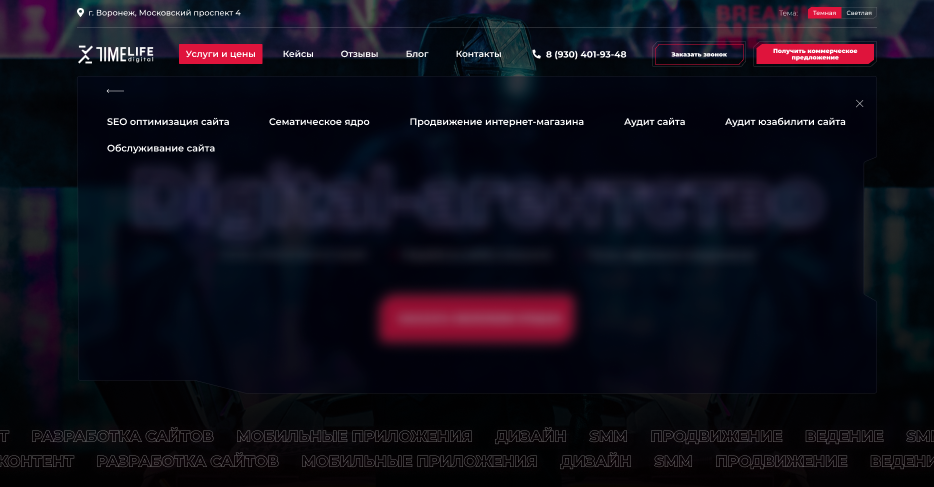 г. Воронеж, Московский проспект 4
Тема: Темная Светлая
TIMELIFE
digital
Услуги и цены Кейсы Отзывы Блог Контакты 8 (930) 401-93-48 Заказать звонок
Получить коммерческое
предложение
SEO оптимизация сайта Сематическое ядро Продвижение интернет-магазина Аудит сайта Аудит юзабилити сайта
Обслуживание сайта
Digital-агентство
РАЗРАБОТКА САЙТОВ МОБИЛЬНЫЕ ПРИЛОЖЕНИЯ ДИЗАЙН SMM ПРОДВИЖЕНИЕ ВЕДЕНИЕ
КОНТЕНТ РАЗРАБОТКА САЙТОВ МОБИЛЬНЫЕ ПРИЛОЖЕНИЯ ДИЗАЙН SMM ПРОДВИЖЕНИЕ